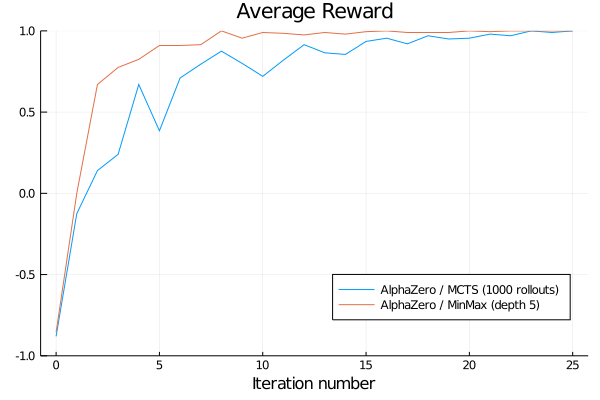 Average Reward
1.0
0.5
0.0
-0.5
-1.0
AlphaZero / MCTS (1000 rollouts)
AlphaZero / MinMax (depth 5)
0 5 10 15 20 25
Iteration number